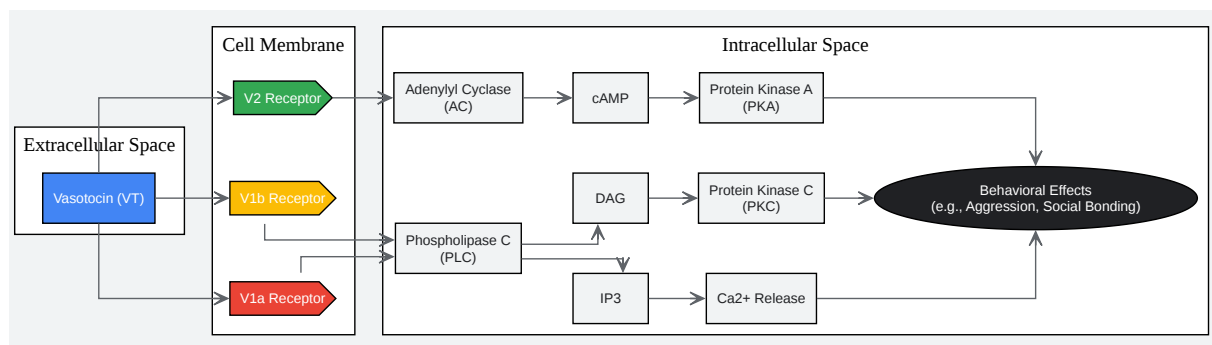 Cell Membrane
Intracellular Space
V2 Receptor
Adenylyl Cyclase
(AC)
cAMP
Protein Kinase A
(PKA)
Extracellular Space
Vasotocin (VT)
V1b Receptor
DAG
Protein Kinase C
(PKC)
Behavioral Effects
(e.g., Aggression, Social Bonding)
Phospholipase C
(PLC)
V1a Receptor
IP3
Ca2+ Release